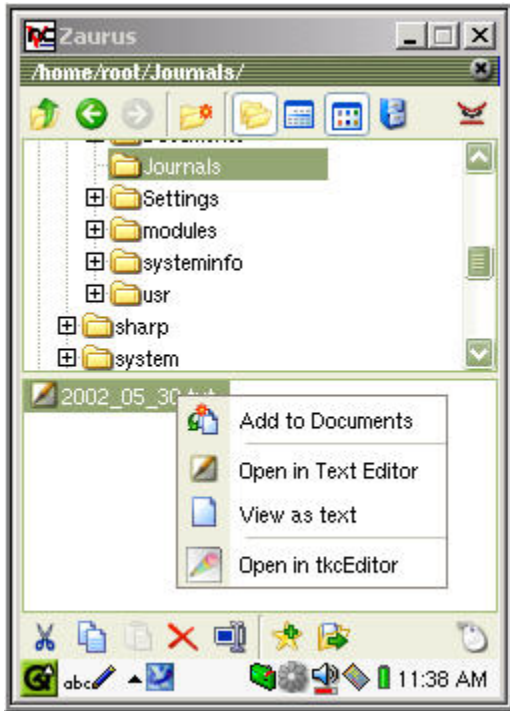 Zaurus
/home/root/Journals/
Journals
Settings
modules
systeminfo
usr
sharp
system
2002_05_30.txt
Add to Documents
Open in Text Editor
View as text
Open in tkcEditor
abc
11:38 AM